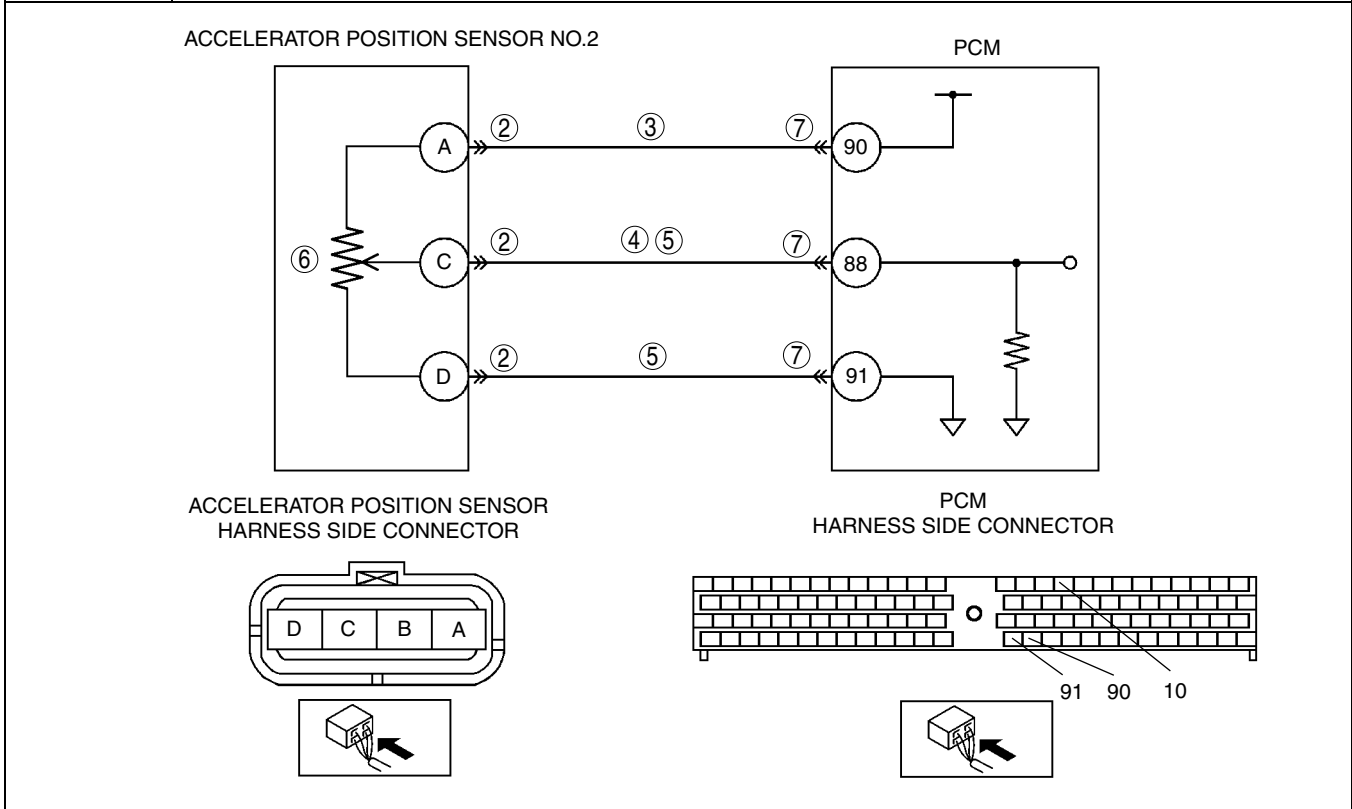 ACCELERATOR POSITION SENSOR NO.2
PCM
A ② ③ ⑦ 90
⑥ C ② ④ ⑤ ⑦ 88
D ② ⑤ ⑦ 91
ACCELERATOR POSITION SENSOR
HARNESS SIDE CONNECTOR
PCM
HARNESS SIDE CONNECTOR
D C B A
91 90 10